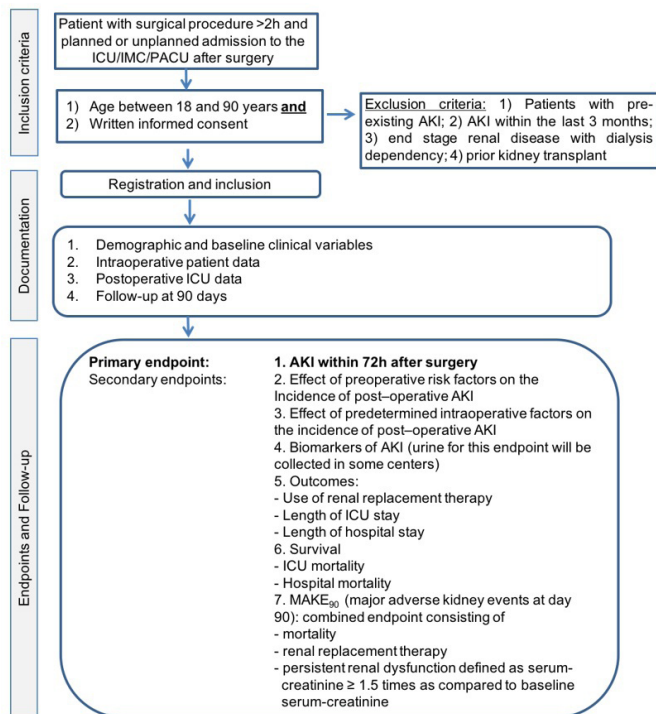 Inclusion criteria
Patient with surgical procedure >2h and
planned or unplanned admission to the
ICU/IMC/PACU after surgery
1) Age between 18 and 90 years and
2) Written informed consent
Exclusion criteria: 1) Patients with pre-
existing AKI; 2) AKI within the last 3 months;
3) end stage renal disease with dialysis
dependency; 4) prior kidney transplant
Registration and inclusion
Documentation
1. Demographic and baseline clinical variables
2. Intraoperative patient data
3. Postoperative ICU data
4. Follow-up at 90 days
Endpoints and Follow-up
Primary endpoint: 1. AKI within 72h after surgery
Secondary endpoints: 2. Effect of preoperative risk factors on the
Incidence of post–operative AKI
3. Effect of predetermined intraoperative factors on
the incidence of post–operative AKI
4. Biomarkers of AKI (urine for this endpoint will be
collected in some centers)
5. Outcomes:
- Use of renal replacement therapy
- Length of ICU stay
- Length of hospital stay
6. Survival
- ICU mortality
- Hospital mortality
7. MAKE90 (major adverse kidney events at day
90): combined endpoint consisting of
- mortality
- renal replacement therapy
- persistent renal dysfunction defined as serum-
creatinine ≥ 1.5 times as compared to baseline
serum-creatinine